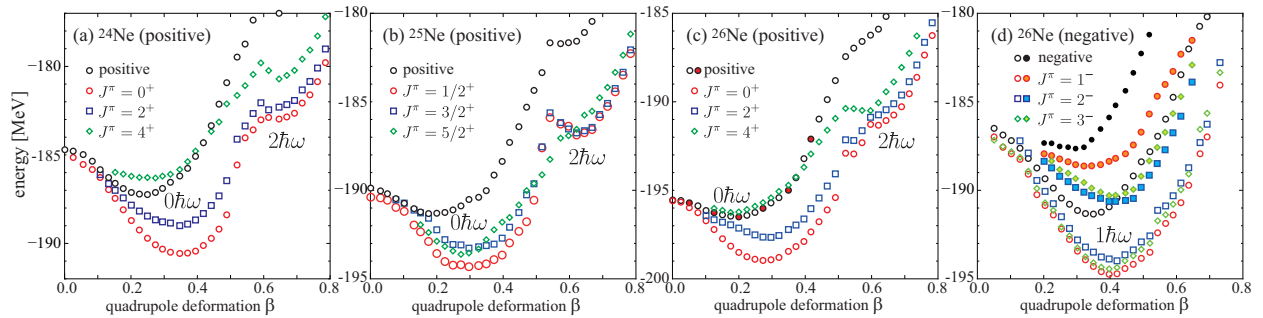 (a) ²⁴Ne (positive)
positive
Jπ = 0⁺
Jπ = 2⁺
Jπ = 4⁺
0ℏω
2ℏω
energy [MeV]
−180
−185
−190
0.0 0.2 0.4 0.6 0.8
quadrupole deformation β
(b) ²⁵Ne (positive)
positive
Jπ = 1/2⁺
Jπ = 3/2⁺
Jπ = 5/2⁺
0ℏω
2ℏω
−175
−180
−185
−190
−195
0.0 0.2 0.4 0.6 0.8
quadrupole deformation β
(c) ²⁶Ne (positive)
positive
Jπ = 0⁺
Jπ = 2⁺
Jπ = 4⁺
0ℏω
2ℏω
−185
−190
−195
−200
0.0 0.2 0.4 0.6 0.8
quadrupole deformation β
(d) ²⁶Ne (negative)
negative
Jπ = 1⁻
Jπ = 2⁻
Jπ = 3⁻
1ℏω
−180
−185
−190
−195
0.0 0.2 0.4 0.6 0.8
quadrupole deformation β